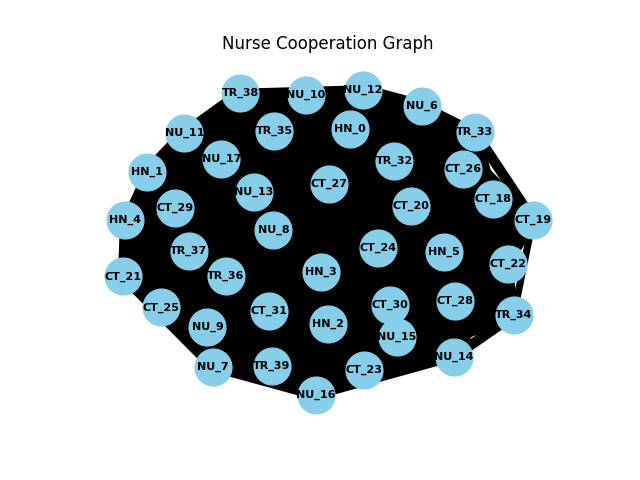 Nurse Cooperation Graph
TR_38
NU_10
NU_12
NU_6
NU_11
TR_35
HN_0
TR_33
NU_17
TR_32
CT_26
HN_1
NU_13
CT_27
CT_18
CT_29
CT_20
HN_4
NU_8
CT_19
TR_37
CT_24
HN_5
CT_22
CT_21
TR_36
HN_3
CT_25
CT_31
CT_30
CT_28
TR_34
NU_9
HN_2
NU_15
NU_7
TR_39
CT_23
NU_14
NU_16